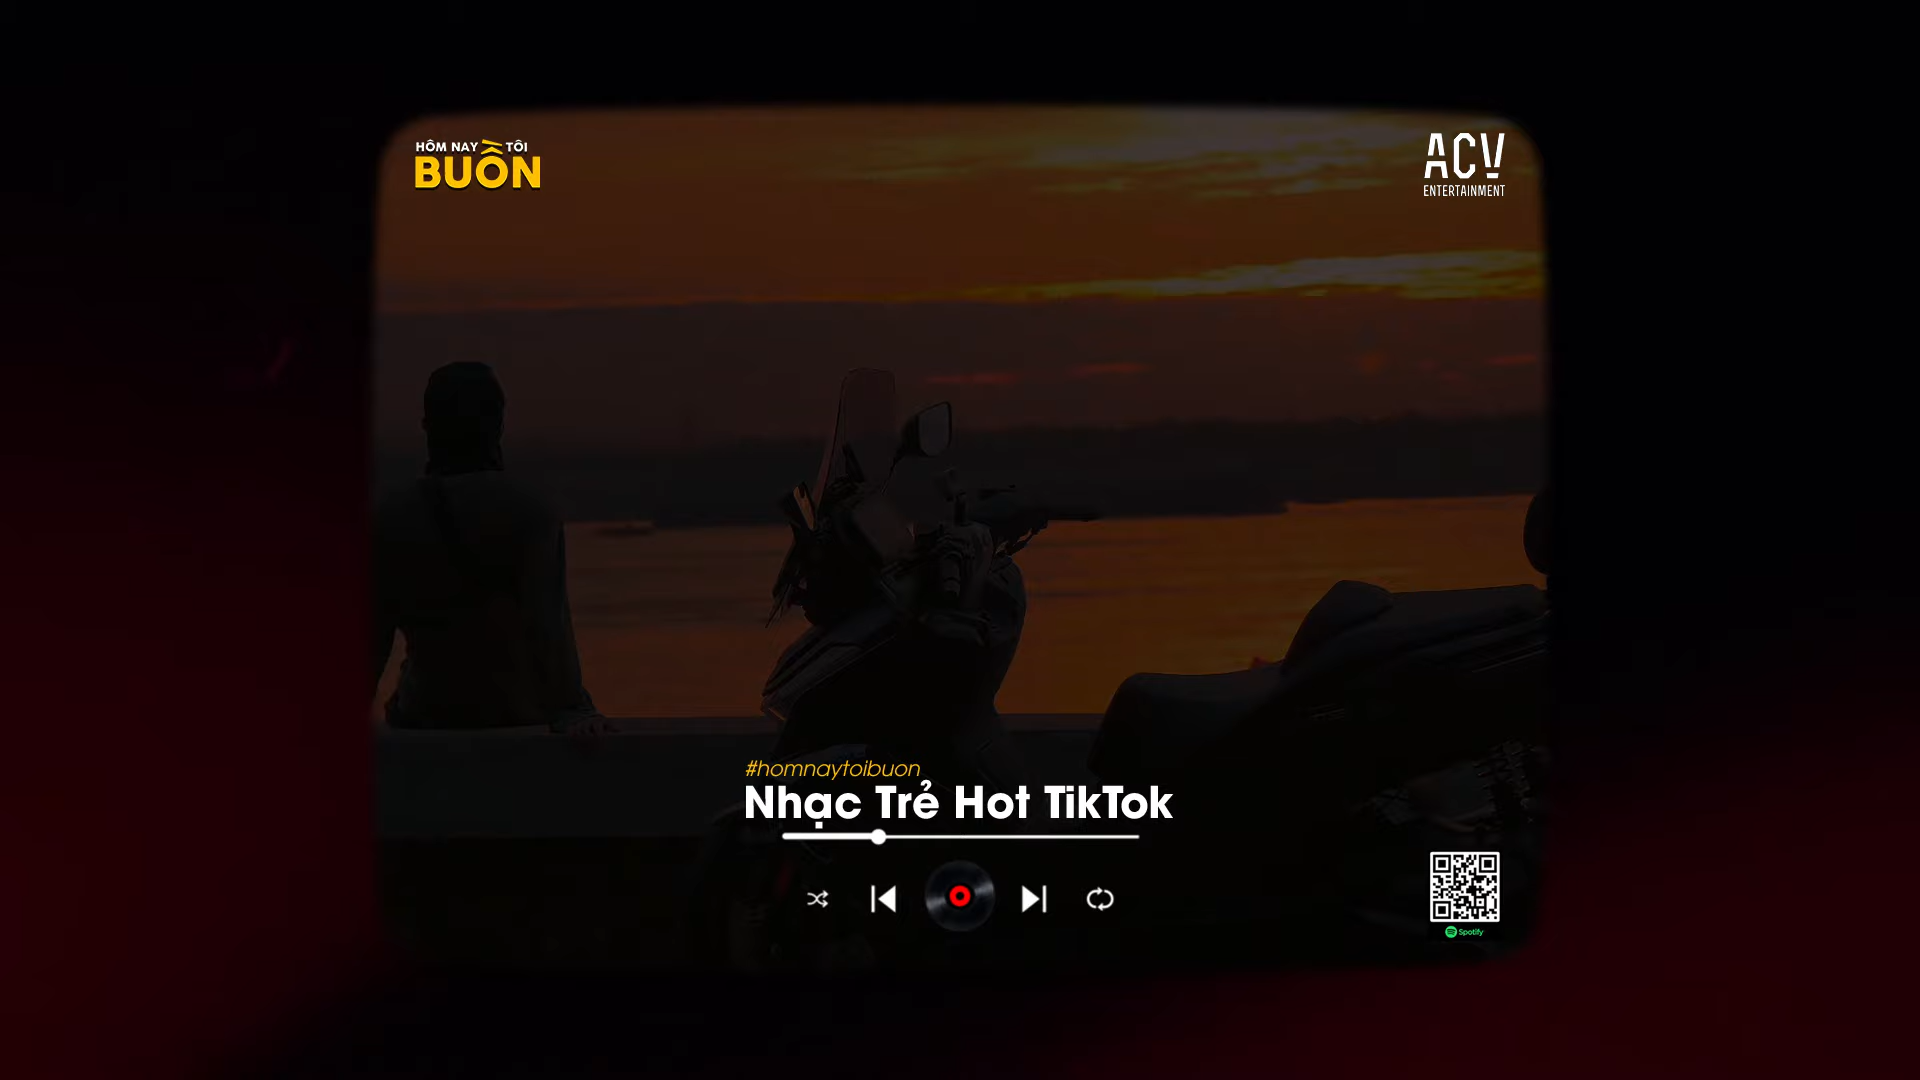 HÔM NAY TÔI
BUỒN
ACV
ENTERTAINMENT
#homnaytoibuon
Nhạc Trẻ Hot TikTok
Spotify